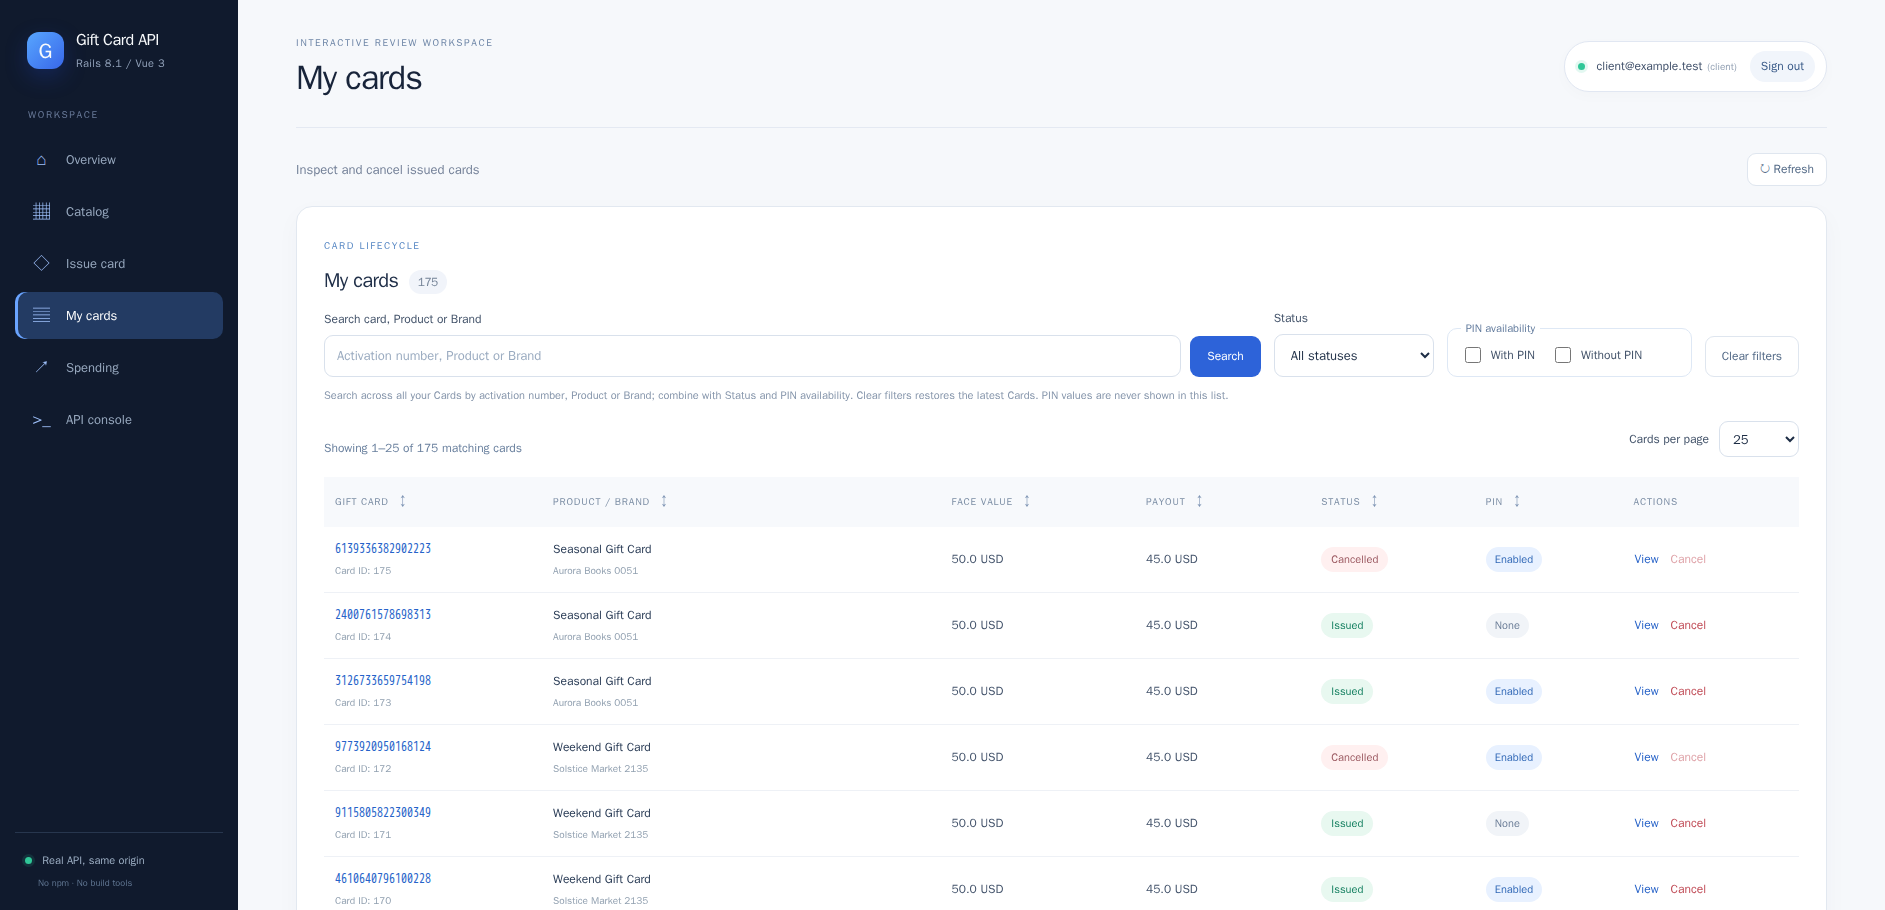 G
Gift Card API
Rails 8.1 / Vue 3
WORKSPACE
Overview
Catalog
Issue card
My cards
Spending
>_ API console
Real API, same origin
No npm · No build tools
INTERACTIVE REVIEW WORKSPACE
My cards
client@example.test (client) Sign out
Inspect and cancel issued cards
Refresh
CARD LIFECYCLE
My cards 175
Search card, Product or Brand
Activation number, Product or Brand
Search
Status
All statuses
PIN availability
With PIN Without PIN
Clear filters
Search across all your Cards by activation number, Product or Brand; combine with Status and PIN availability. Clear filters restores the latest Cards. PIN values are never shown in this list.
Showing 1–25 of 175 matching cards
Cards per page 25
GIFT CARD PRODUCT / BRAND FACE VALUE PAYOUT STATUS PIN ACTIONS
6139336382902223 Seasonal Gift Card 50.0 USD 45.0 USD Cancelled Enabled View Cancel
Card ID: 175 Aurora Books 0051
2400761578698313 Seasonal Gift Card 50.0 USD 45.0 USD Issued None View Cancel
Card ID: 174 Aurora Books 0051
3126733659754198 Seasonal Gift Card 50.0 USD 45.0 USD Issued Enabled View Cancel
Card ID: 173 Aurora Books 0051
9773920950168124 Weekend Gift Card 50.0 USD 45.0 USD Cancelled Enabled View Cancel
Card ID: 172 Solstice Market 2135
9115805822300349 Weekend Gift Card 50.0 USD 45.0 USD Issued None View Cancel
Card ID: 171 Solstice Market 2135
4610640796100228 Weekend Gift Card 50.0 USD 45.0 USD Issued Enabled View Cancel
Card ID: 170 Solstice Market 2135